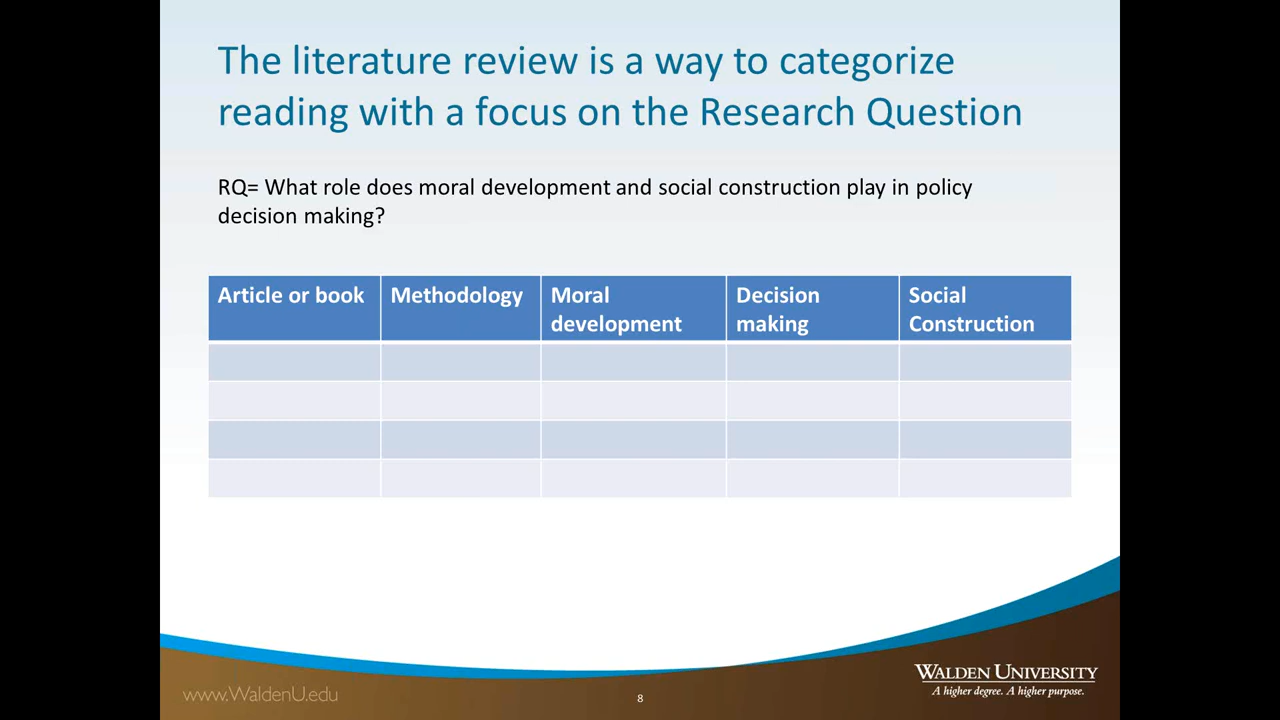 The literature review is a way to categorize
reading with a focus on the Research Question
RQ= What role does moral development and social construction play in policy
decision making?
Article or book
Methodology
Moral
development
Decision
making
Social
Construction
www.WaldenU.edu
8
WALDEN UNIVERSITY
A higher degree. A higher purpose.